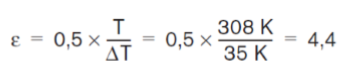 ε = 0,5 × T / ΔT = 0,5 × 308 K / 35 K = 4,4